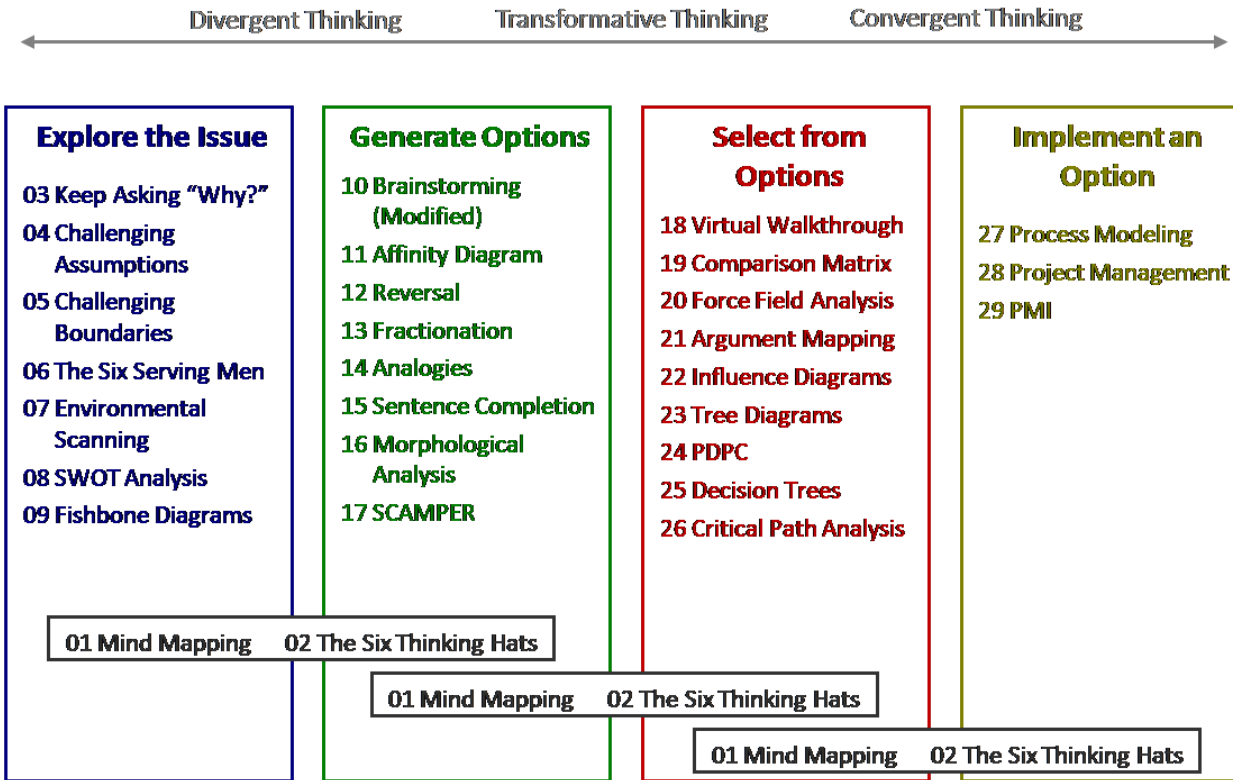 Divergent Thinking Transformative Thinking Convergent Thinking
Explore the Issue
03 Keep Asking “Why?”
04 Challenging
Assumptions
05 Challenging
Boundaries
06 The Six Serving Men
07 Environmental
Scanning
08 SWOT Analysis
09 Fishbone Diagrams
Generate Options
10 Brainstorming
(Modified)
11 Affinity Diagram
12 Reversal
13 Fractionation
14 Analogies
15 Sentence Completion
16 Morphological
Analysis
17 SCAMPER
Select from
Options
18 Virtual Walkthrough
19 Comparison Matrix
20 Force Field Analysis
21 Argument Mapping
22 Influence Diagrams
23 Tree Diagrams
24 PDPC
25 Decision Trees
26 Critical Path Analysis
Implement an
Option
27 Process Modeling
28 Project Management
29 PMI
01 Mind Mapping 02 The Six Thinking Hats
01 Mind Mapping 02 The Six Thinking Hats
01 Mind Mapping 02 The Six Thinking Hats